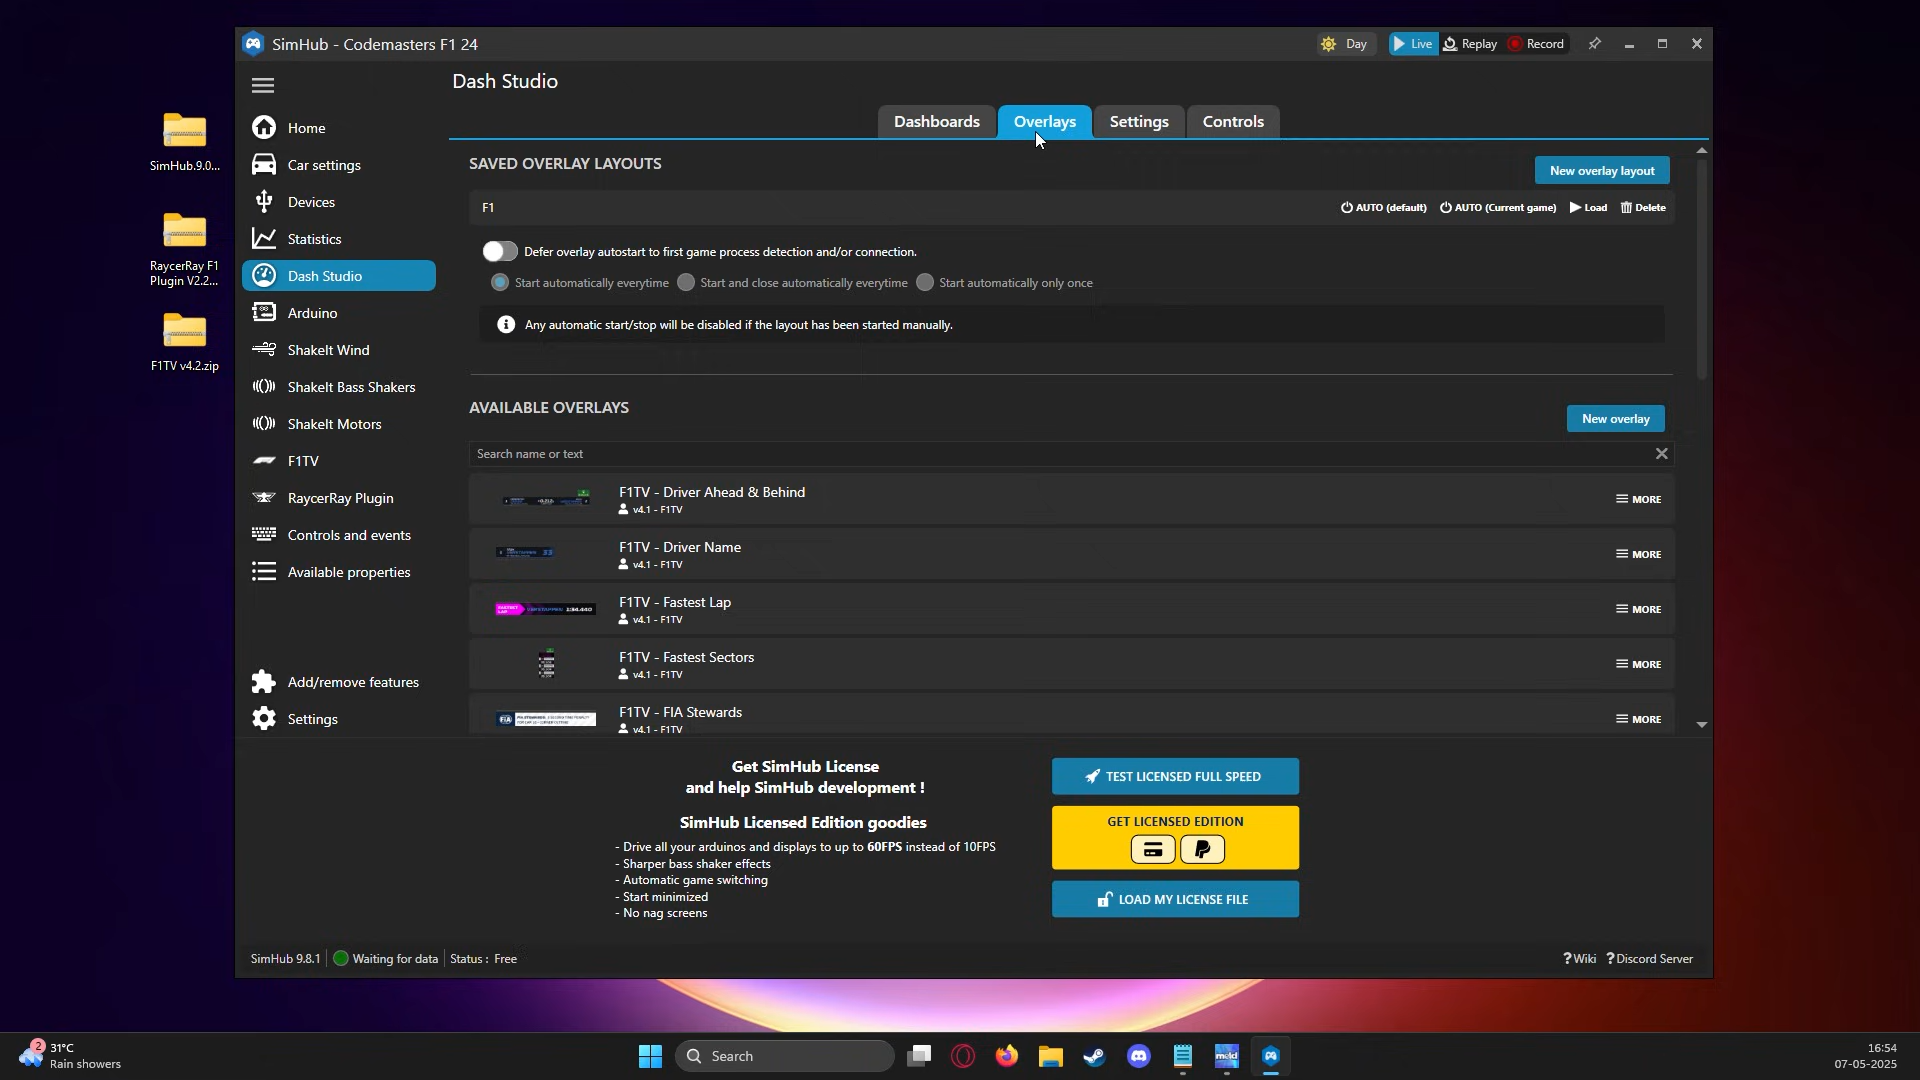 SimHub - Codemasters F1 24
Day
Live
Replay
Record
Dash Studio
Dashboards
Overlays
Settings
Controls
Home
Car settings
Devices
Statistics
Dash Studio
Arduino
ShakeIt Wind
ShakeIt Bass Shakers
ShakeIt Motors
F1TV
RaycerRay Plugin
Controls and events
Available properties
Add/remove features
Settings
SimHub.9.0...
RaycerRay F1
Plugin V2.2...
F1TV v4.2.zip
SAVED OVERLAY LAYOUTS
New overlay layout
F1
AUTO (default)
AUTO (Current game)
Load
Delete
Defer overlay autostart to first game process detection and/or connection.
Start automatically everytime
Start and close automatically everytime
Start automatically only once
Any automatic start/stop will be disabled if the layout has been started manually.
AVAILABLE OVERLAYS
New overlay
Search name or text
F1TV - Driver Ahead & Behind
v4.1 - F1TV
MORE
F1TV - Driver Name
v4.1 - F1TV
MORE
F1TV - Fastest Lap
v4.1 - F1TV
MORE
F1TV - Fastest Sectors
v4.1 - F1TV
MORE
F1TV - FIA Stewards
v4.1 - F1TV
MORE
Get SimHub License
and help SimHub development !
SimHub Licensed Edition goodies
- Drive all your arduinos and displays to up to 60FPS instead of 10FPS
- Sharper bass shaker effects
- Automatic game switching
- Start minimized
- No nag screens
TEST LICENSED FULL SPEED
GET LICENSED EDITION
LOAD MY LICENSE FILE
SimHub 9.8.1
Waiting for data
Status : Free
?Wiki
?Discord Server
2
31°C
Rain showers
Search
meld
16:54
07-05-2025